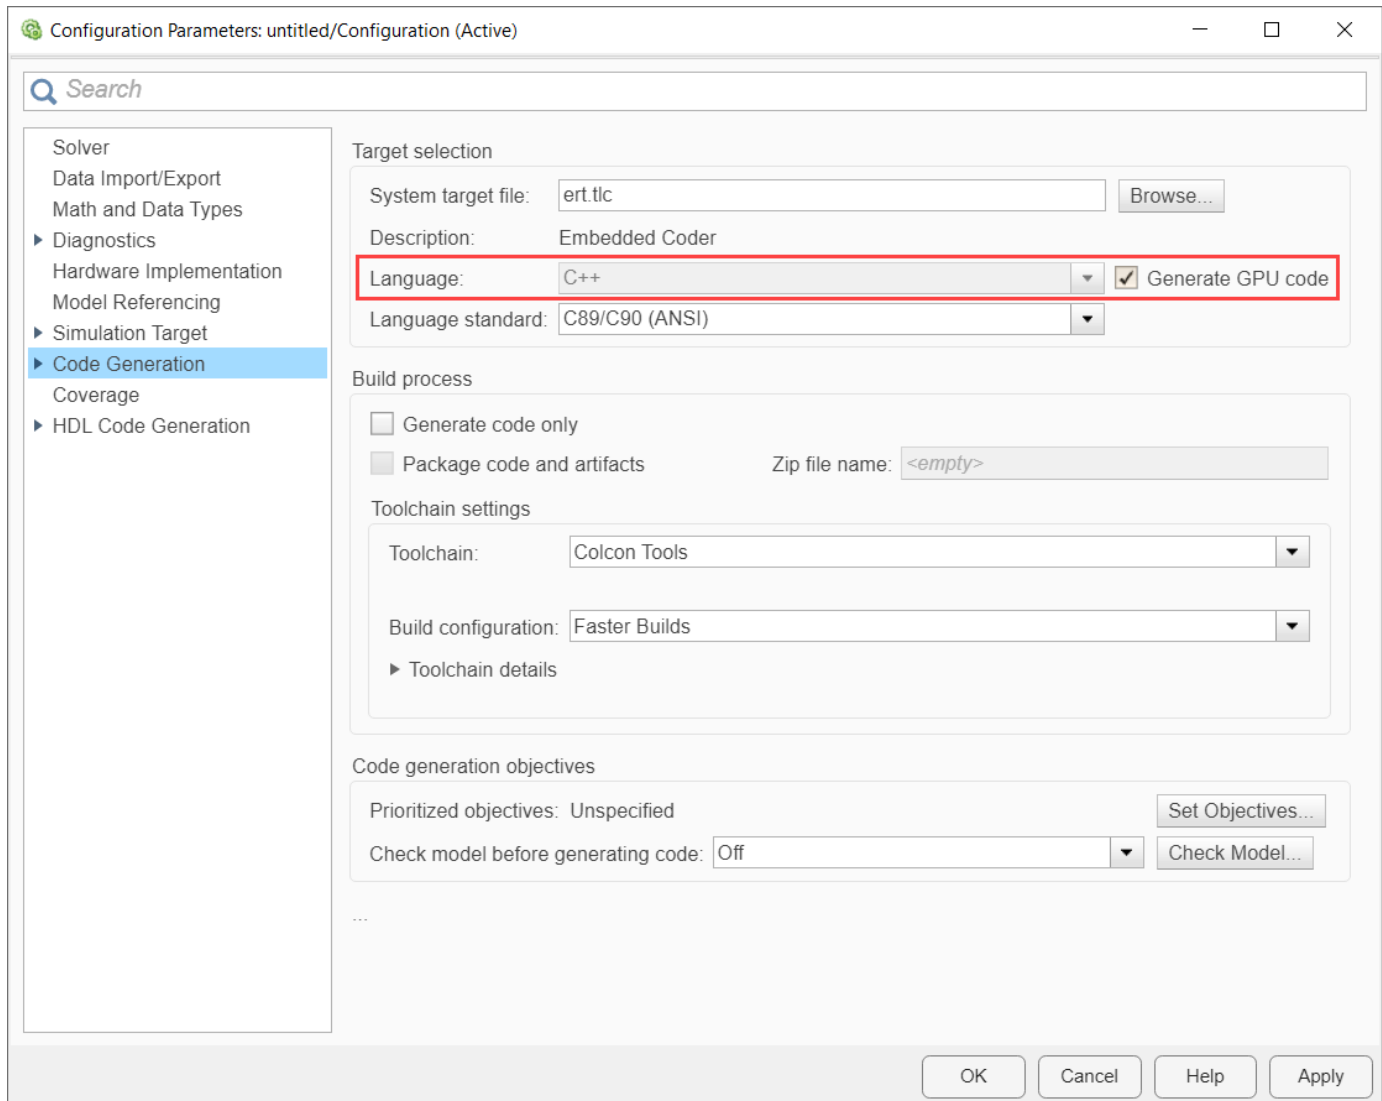 Configuration Parameters: untitled/Configuration (Active)
Search
Solver
Data Import/Export
Math and Data Types
Diagnostics
Hardware Implementation
Model Referencing
Simulation Target
Code Generation
Coverage
HDL Code Generation
Target selection
System target file: ert.tlc Browse...
Description: Embedded Coder
Language: C++ Generate GPU code
Language standard: C89/C90 (ANSI)
Build process
Generate code only
Package code and artifacts Zip file name: <empty>
Toolchain settings
Toolchain: Colcon Tools
Build configuration: Faster Builds
Toolchain details
Code generation objectives
Prioritized objectives: Unspecified Set Objectives...
Check model before generating code: Off Check Model...
...
OK Cancel Help Apply